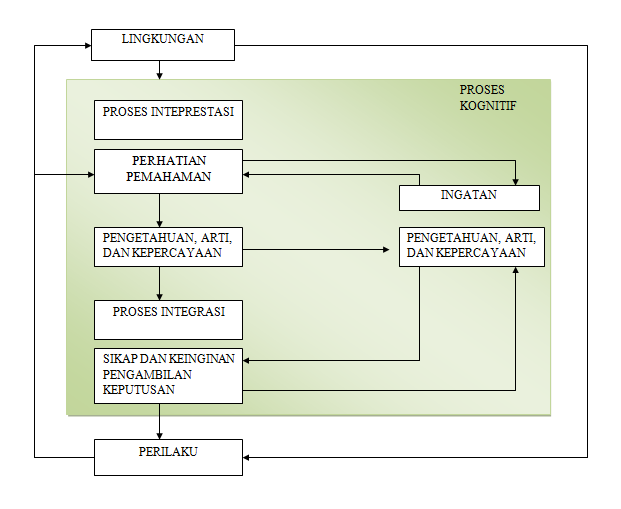 LINGKUNGAN
PROSES
KOGNITIF
PROSES INTEPRESTASI
PERHATIAN
PEMAHAMAN
INGATAN
PENGETAHUAN, ARTI,
DAN KEPERCAYAAN
PENGETAHUAN, ARTI,
DAN KEPERCAYAAN
PROSES INTEGRASI
SIKAP DAN KEINGINAN
PENGAMBILAN
KEPUTUSAN
PERILAKU